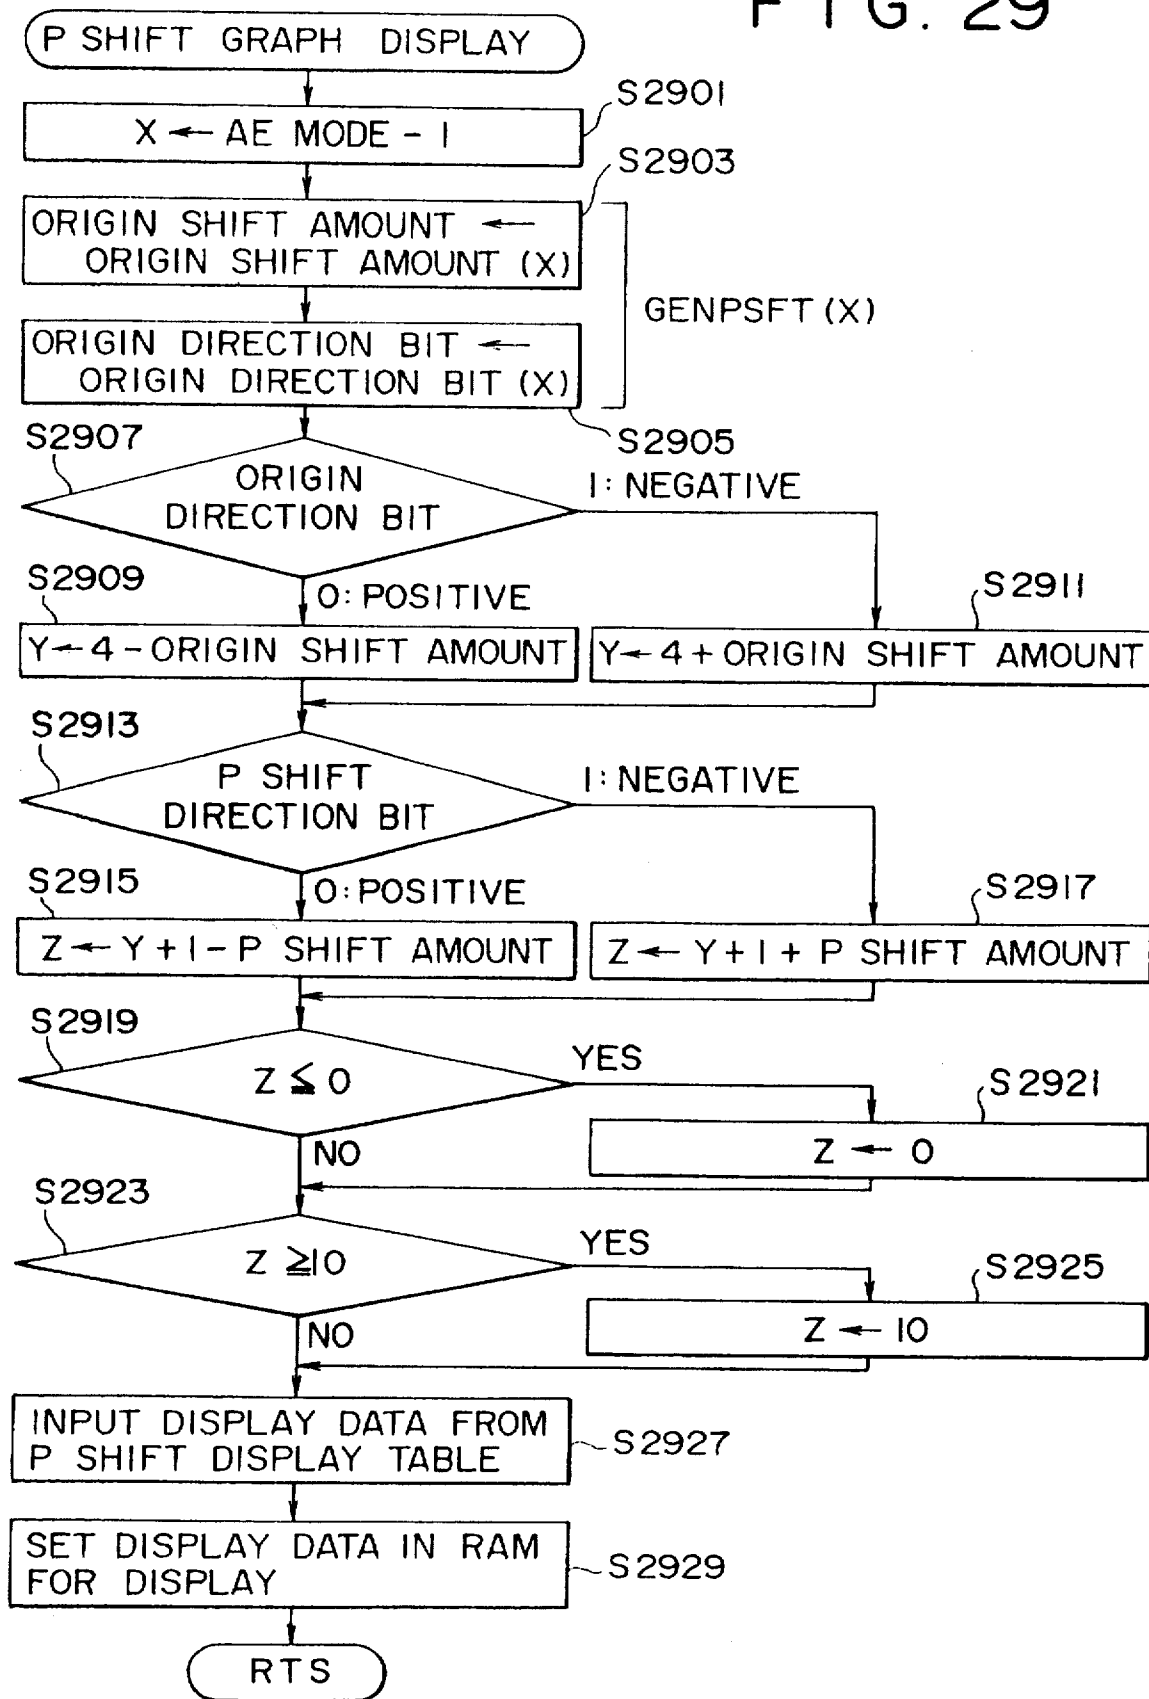 FIG. 29
P SHIFT GRAPH DISPLAY
S2901
X ← AE MODE - 1
S2903
ORIGIN SHIFT AMOUNT ←
ORIGIN SHIFT AMOUNT (X)
GENPSFT (X)
ORIGIN DIRECTION BIT ←
ORIGIN DIRECTION BIT (X)
S2905
S2907
ORIGIN
DIRECTION BIT
1: NEGATIVE
0: POSITIVE
S2909
Y ← 4 - ORIGIN SHIFT AMOUNT
S2911
Y ← 4 + ORIGIN SHIFT AMOUNT
S2913
P SHIFT
DIRECTION BIT
1: NEGATIVE
0: POSITIVE
S2915
Z ← Y + 1 - P SHIFT AMOUNT
S2917
Z ← Y + 1 + P SHIFT AMOUNT
S2919
Z ≦ 0
YES
NO
S2921
Z ← 0
S2923
Z ≧ 10
YES
NO
S2925
Z ← 10
INPUT DISPLAY DATA FROM
P SHIFT DISPLAY TABLE
S2927
SET DISPLAY DATA IN RAM
FOR DISPLAY
S2929
RTS